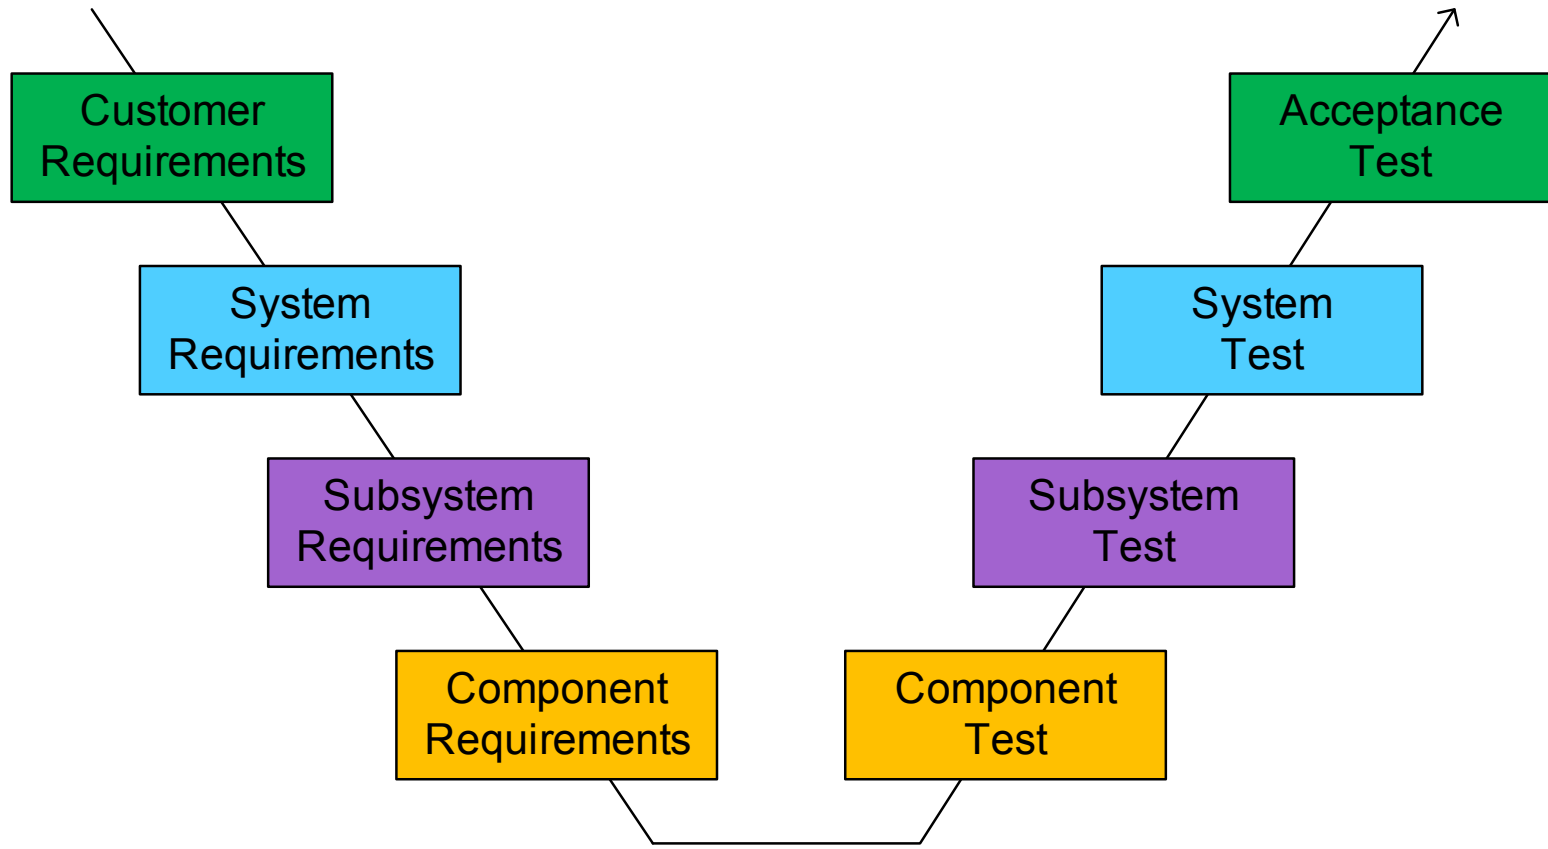 Customer
Requirements
Acceptance
Test
System
Requirements
System
Test
Subsystem
Requirements
Subsystem
Test
Component
Requirements
Component
Test